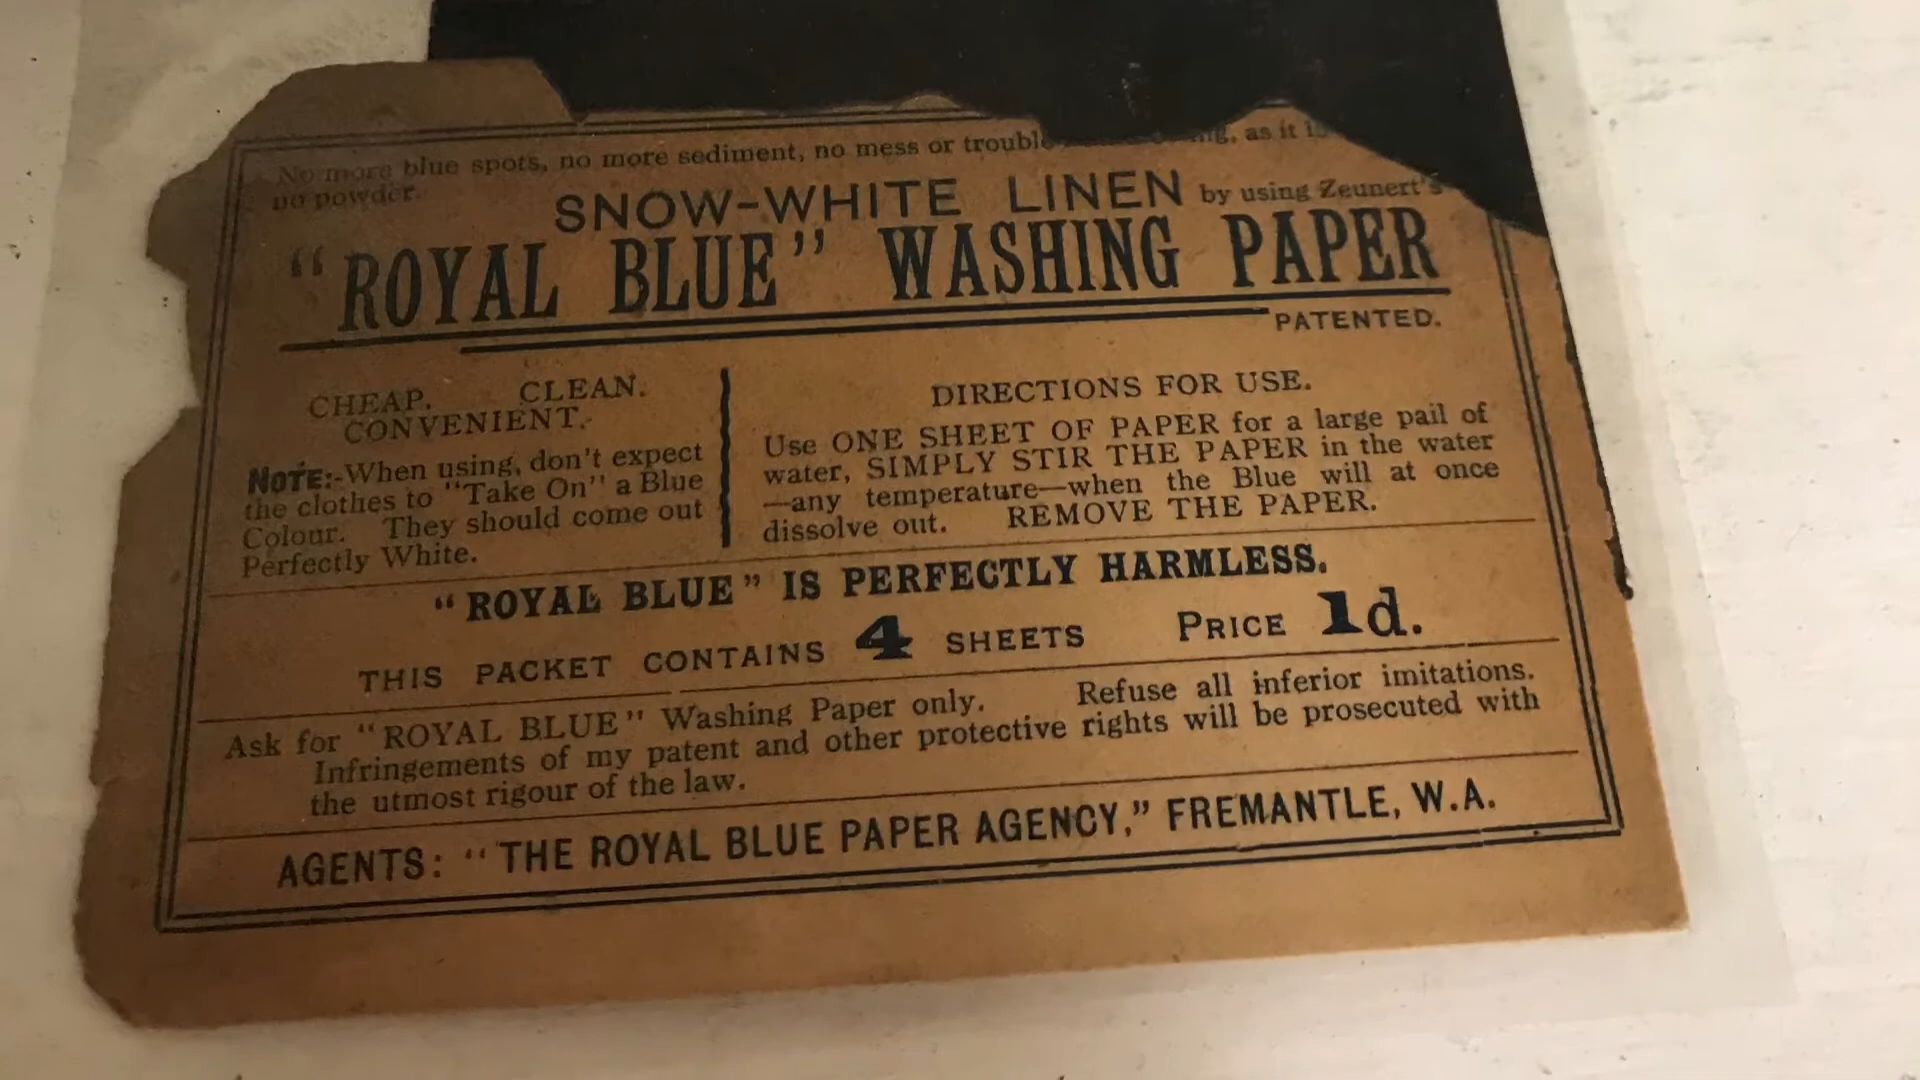 No more blue spots, no more sediment, no mess or trouble as it
no powder.
SNOW-WHITE LINEN by using Zeunert's
"ROYAL BLUE" WASHING PAPER
PATENTED.
CHEAP. CLEAN.
CONVENIENT.
NOTE:-When using, don't expect
the clothes to "Take On" a Blue
Colour. They should come out
Perfectly White.
DIRECTIONS FOR USE.
Use ONE SHEET OF PAPER for a large pail of
water, SIMPLY STIR THE PAPER in the water
—any temperature—when the Blue will at once
dissolve out. REMOVE THE PAPER.
"ROYAL BLUE" IS PERFECTLY HARMLESS.
THIS PACKET CONTAINS 4 SHEETS PRICE 1d.
Ask for "ROYAL BLUE" Washing Paper only. Refuse all inferior imitations.
Infringements of my patent and other protective rights will be prosecuted with
the utmost rigour of the law.
AGENTS: "THE ROYAL BLUE PAPER AGENCY," FREMANTLE, W.A.